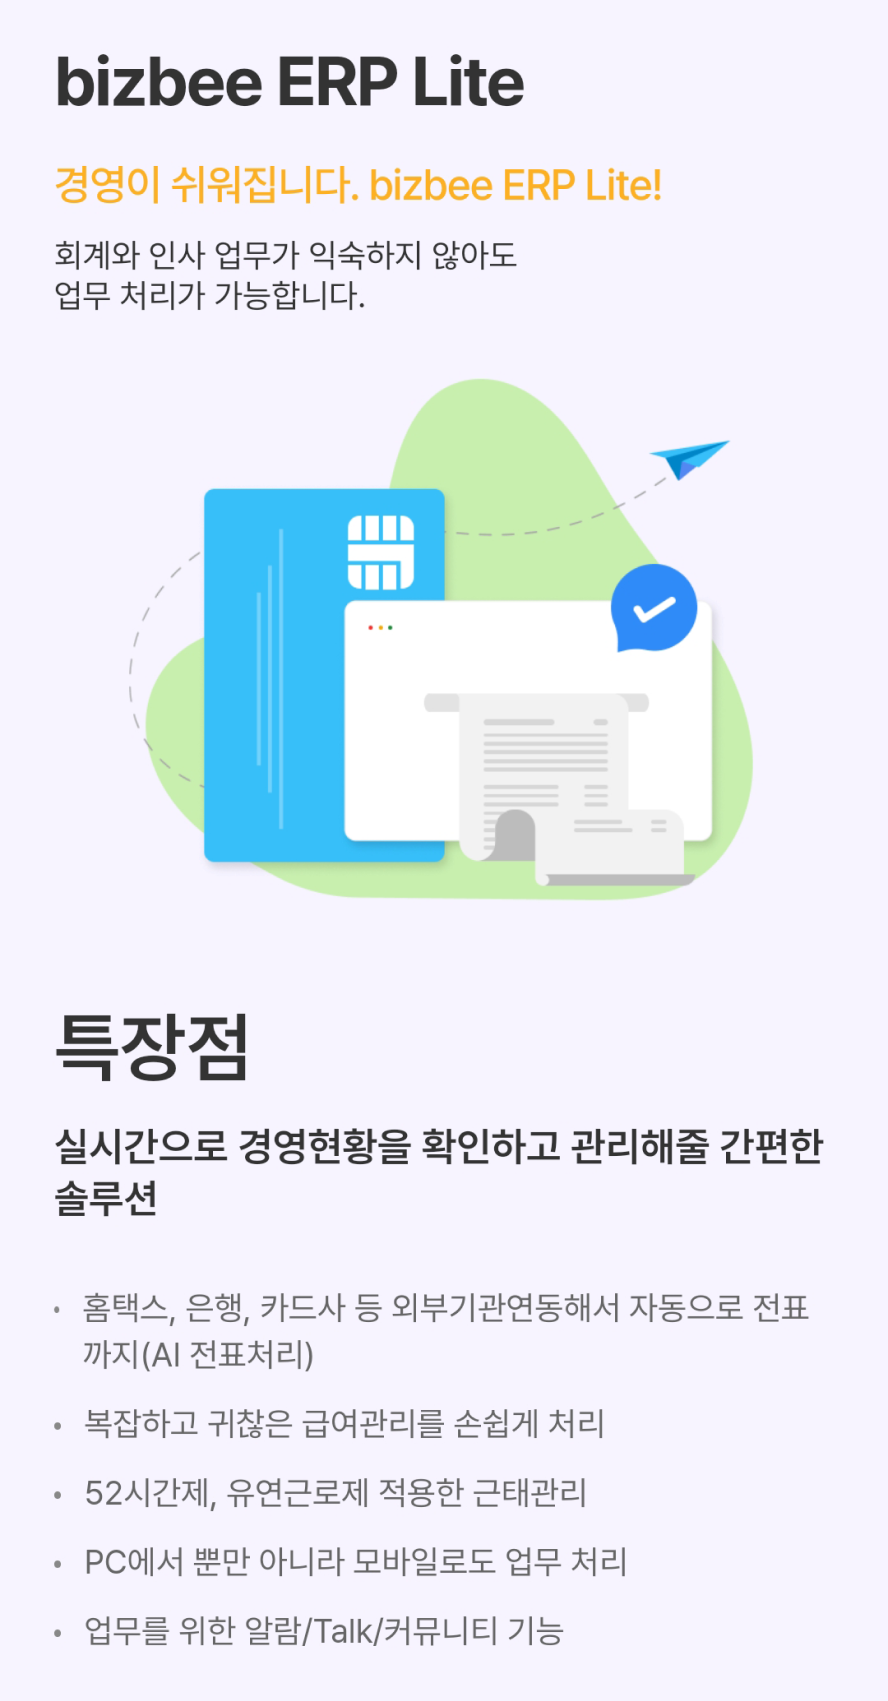 bizbee ERP Lite
경영이 쉬워집니다. bizbee ERP Lite!
회계와 인사 업무가 익숙하지 않아도
업무 처리가 가능합니다.
특장점
실시간으로 경영현황을 확인하고 관리해줄 간편한
솔루션
• 홈택스, 은행, 카드사 등 외부기관연동해서 자동으로 전표
까지(AI 전표처리)
• 복잡하고 귀찮은 급여관리를 손쉽게 처리
• 52시간제, 유연근로제 적용한 근태관리
• PC에서 뿐만 아니라 모바일로도 업무 처리
• 업무를 위한 알람/Talk/커뮤니티 기능